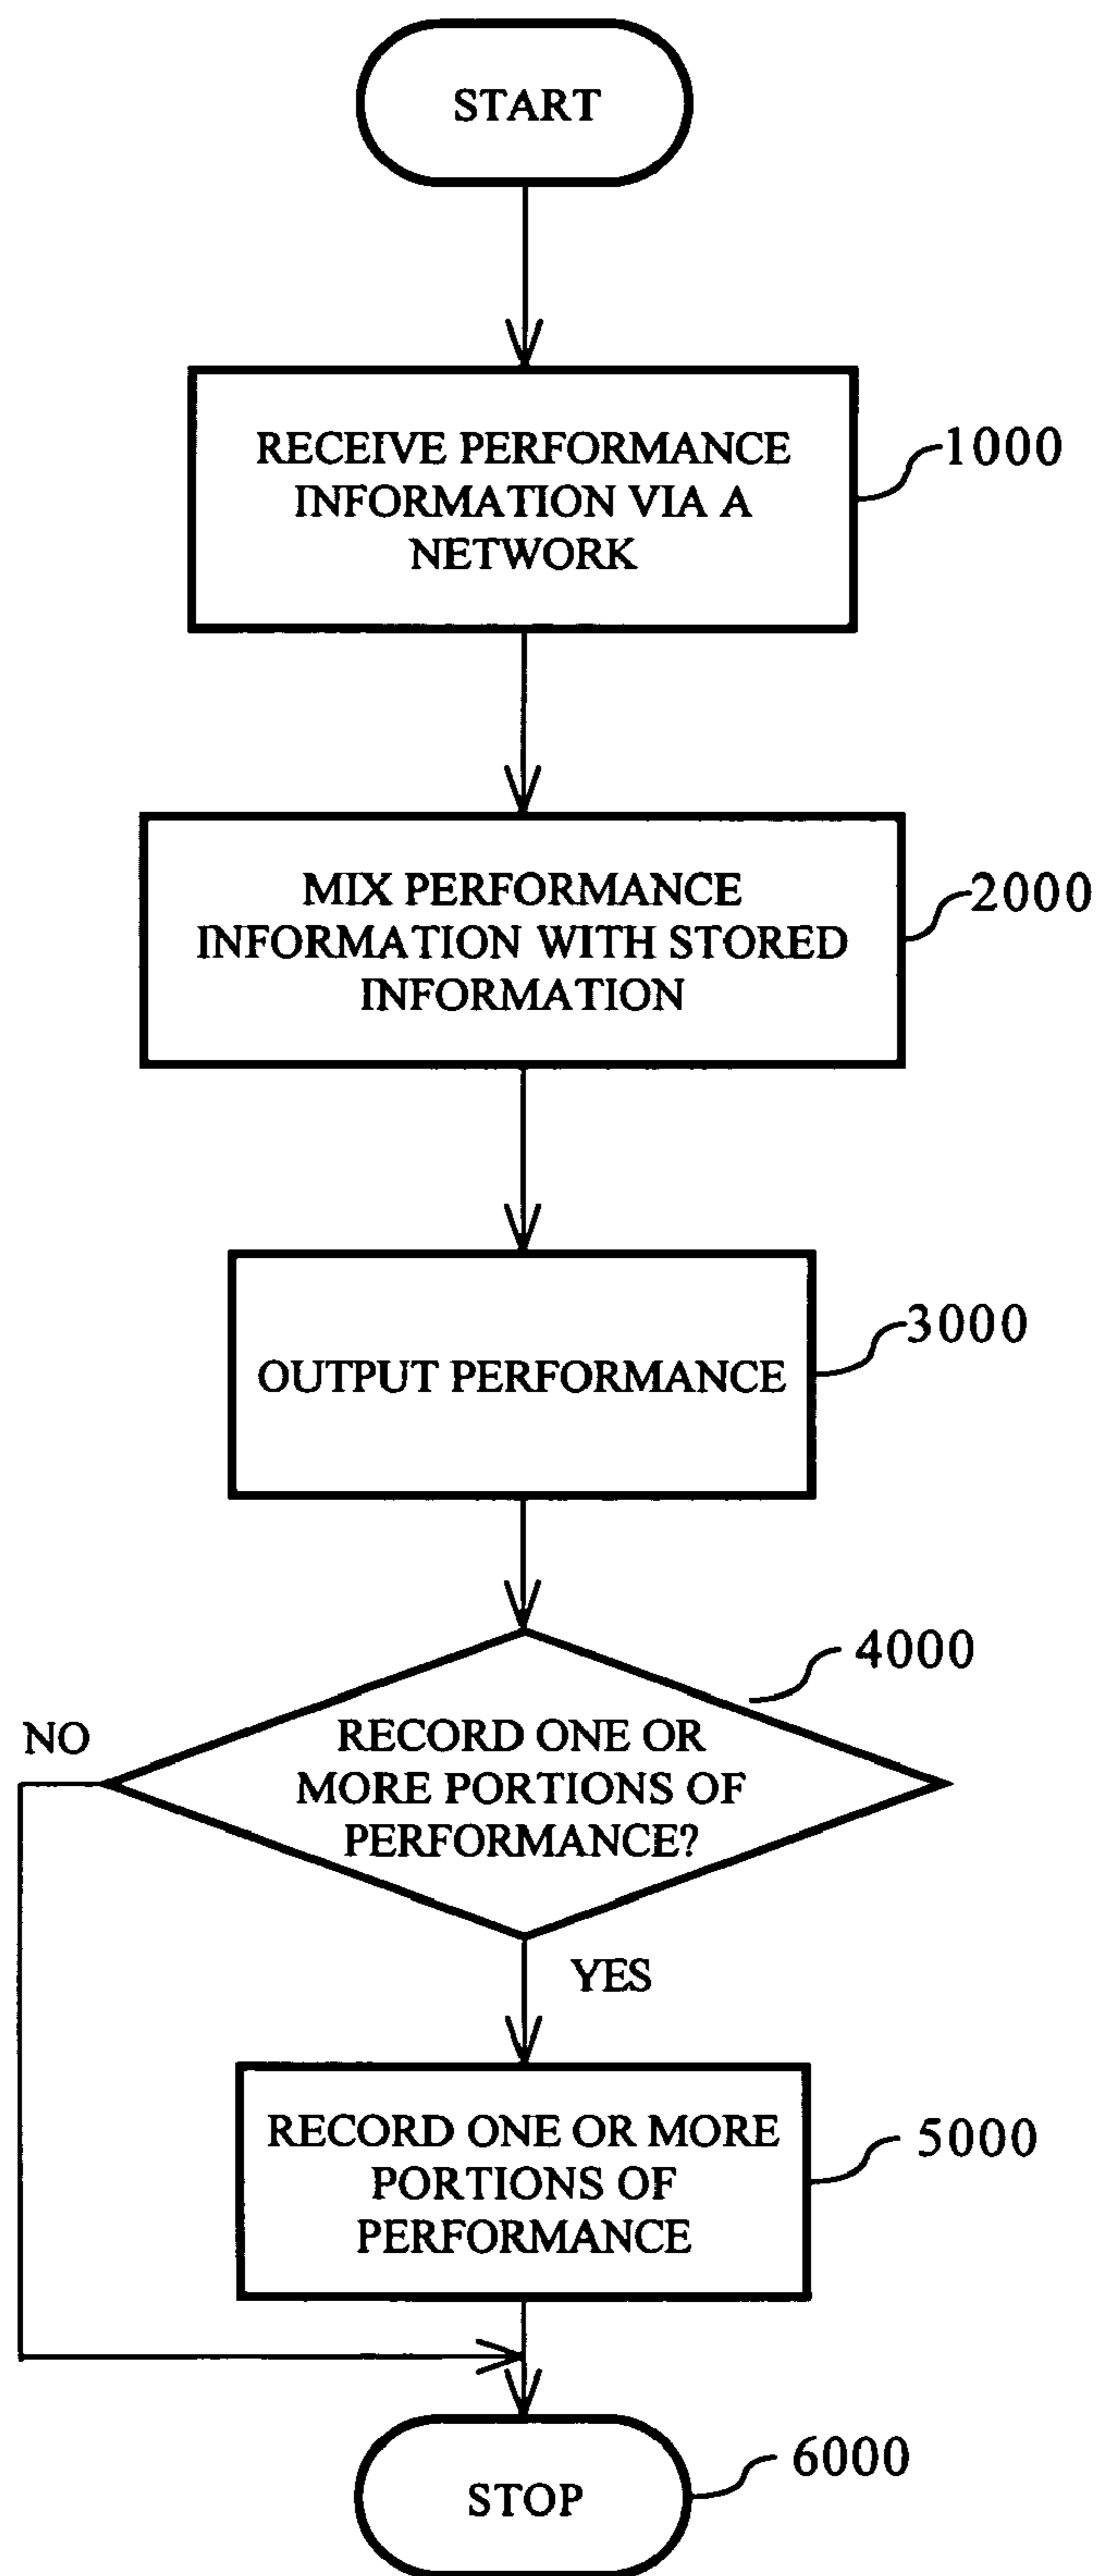 START
RECEIVE PERFORMANCE
INFORMATION VIA A
NETWORK
1000
MIX PERFORMANCE
INFORMATION WITH STORED
INFORMATION
2000
OUTPUT PERFORMANCE
3000
4000
NO
RECORD ONE OR
MORE PORTIONS OF
PERFORMANCE?
YES
RECORD ONE OR MORE
PORTIONS OF
PERFORMANCE
5000
STOP
6000